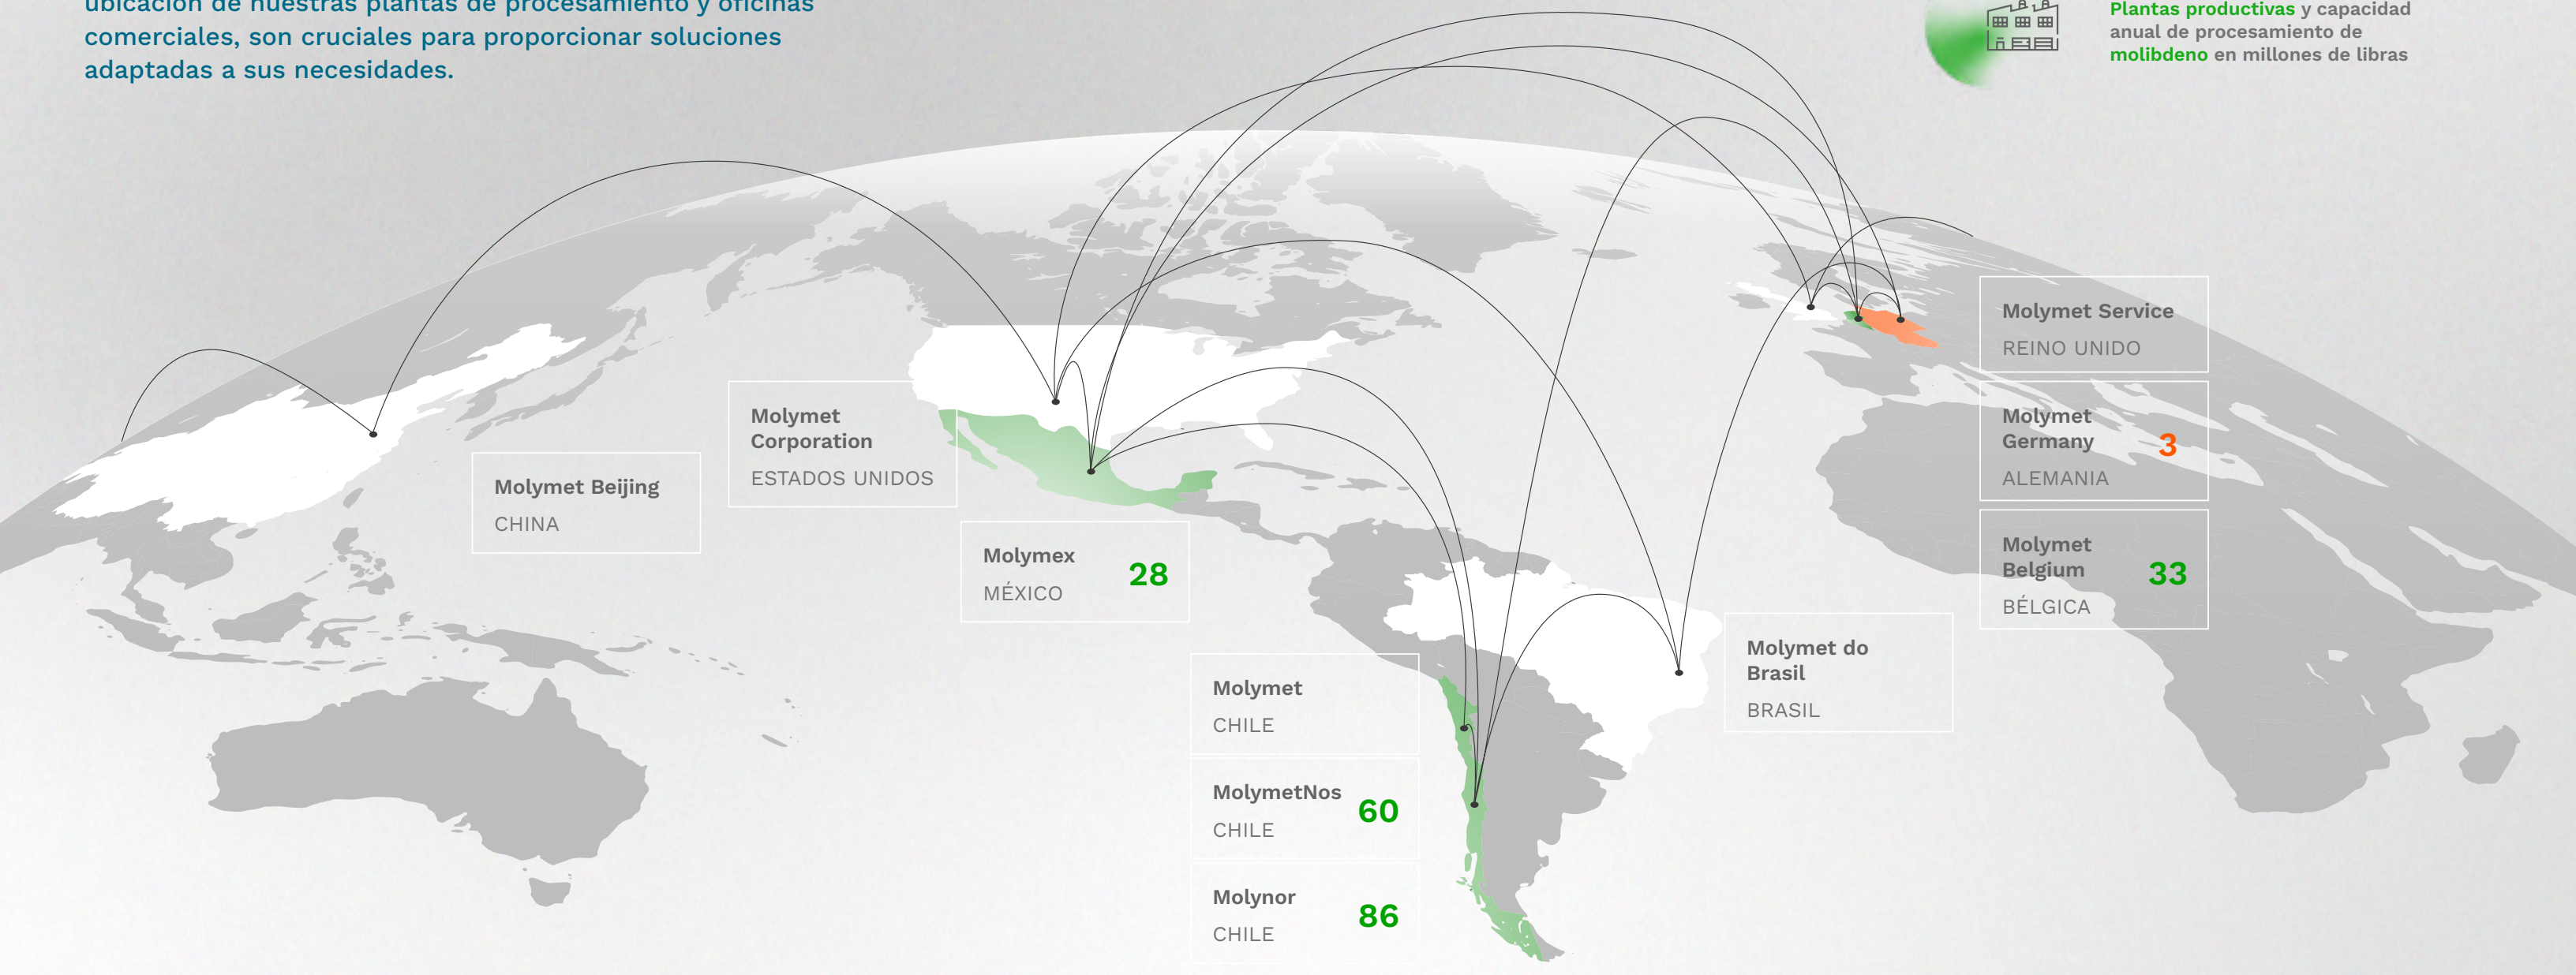 ubicación de nuestras plantas de procesamiento y oficinas
comerciales, son cruciales para proporcionar soluciones
adaptadas a sus necesidades.
Plantas productivas y capacidad
anual de procesamiento de
molibdeno en millones de libras
Molymet Beijing
CHINA
Molymet
Corporation
ESTADOS UNIDOS
Molymex
MÉXICO
28
Molymet
CHILE
MolymetNos
CHILE
60
Molynor
CHILE
86
Molymet do
Brasil
BRASIL
Molymet Service
REINO UNIDO
Molymet
Germany
ALEMANIA
3
Molymet
Belgium
BÉLGICA
33